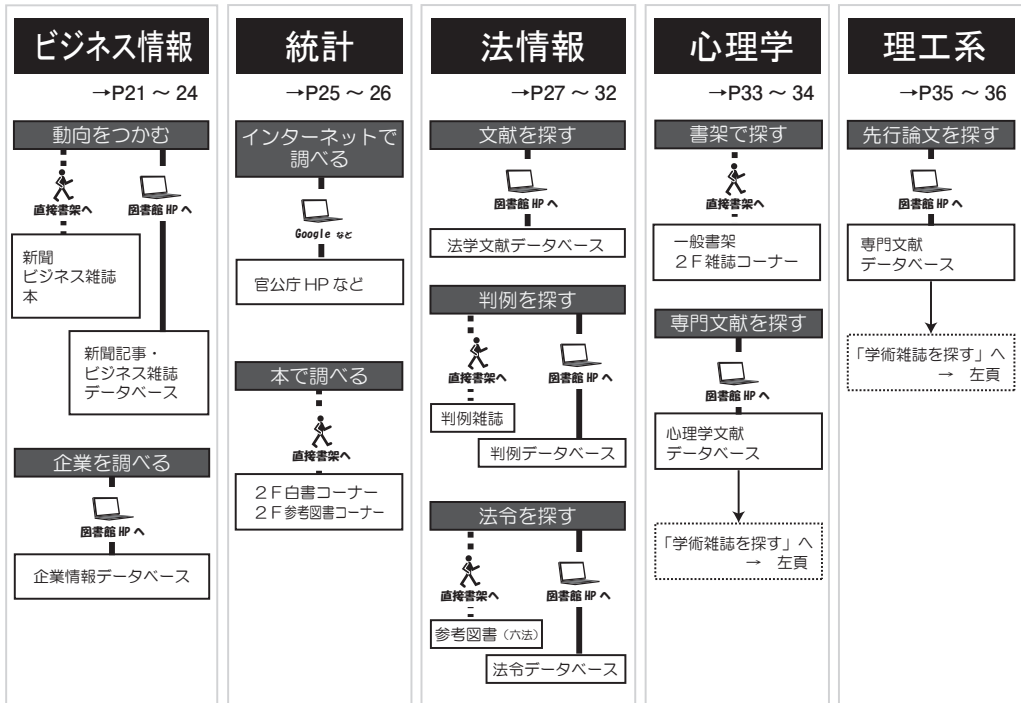 ビジネス情報
→P21 ～ 24
動向をつかむ
直接書架へ
図書館 HP へ
新聞
ビジネス雑誌
本
新聞記事・
ビジネス雑誌
データベース
企業を調べる
図書館 HP へ
企業情報データベース
統計
→P25 ～ 26
インターネットで
調べる
Google など
官公庁 HP など
本で調べる
直接書架へ
２Ｆ白書コーナー
２Ｆ参考図書コーナー
法情報
→P27 ～ 32
文献を探す
図書館 HP へ
法学文献データベース
判例を探す
直接書架へ
図書館 HP へ
判例雑誌
判例データベース
法令を探す
直接書架へ
図書館 HP へ
参考図書（六法）
法令データベース
心理学
→P33 ～ 34
書架で探す
直接書架へ
一般書架
２Ｆ雑誌コーナー
専門文献を探す
図書館 HP へ
心理学文献
データベース
「学術雑誌を探す」へ
→ 左頁
理工系
→P35 ～ 36
先行論文を探す
図書館 HP へ
専門文献
データベース
「学術雑誌を探す」へ
→ 左頁